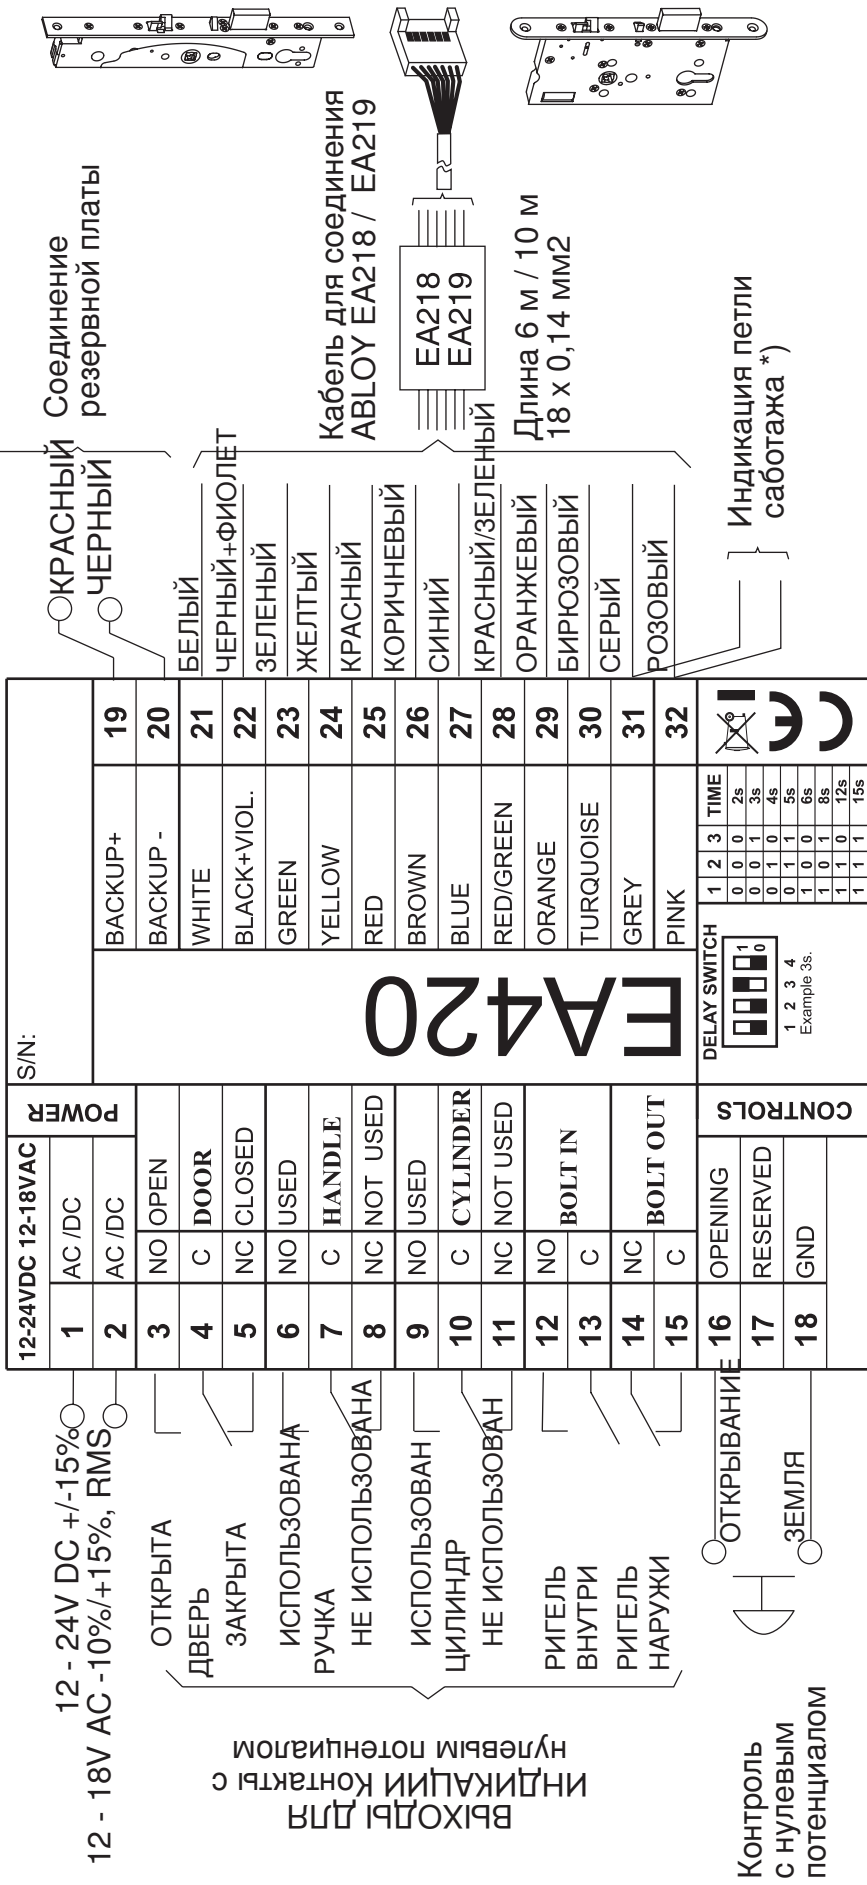 12 - 24V DC +/-15%
12 - 18V AC -10%/+15%, RMS
ВЫХОДЫ ДЛЯ
ИНДИКАЦИИ Контакты с
нулевым потенциалом
ОТКРЫТА
ДВЕРЬ
ЗАКРЫТА
ИСПОЛЬЗОВАНА
РУЧКА
НЕ ИСПОЛЬЗОВАНА
ИСПОЛЬЗОВАН
ЦИЛИНДР
НЕ ИСПОЛЬЗОВАН
РИГЕЛЬ
ВНУТРИ
РИГЕЛЬ
НАРУЖИ
Контроль
с нулевым
потенциалом
ОТКРЫВАНИЕ
ЗЕМЛЯ
12-24VDC 12-18VAC
POWER
S/N:
1 AC /DC
2 AC /DC
3 NO OPEN
4 C DOOR
5 NC CLOSED
6 NO USED
7 C HANDLE
8 NC NOT USED
9 NO USED
10 C CYLINDER
11 NC NOT USED
12 NO
BOLT IN
13 C
14 NC
BOLT OUT
15 C
16 OPENING
17 RESERVED
18 GND
CONTROLS
EA420
BACKUP+ 19
BACKUP - 20
WHITE 21
BLACK+VIOL. 22
GREEN 23
YELLOW 24
RED 25
BROWN 26
BLUE 27
RED/GREEN 28
ORANGE 29
TURQUOISE 30
GREY 31
PINK 32
DELAY SWITCH
1
0
1 2 3 4
Example 3s.
1 2 3 TIME
0 0 0 2s
0 0 1 3s
0 1 0 4s
0 1 1 5s
1 0 0 6s
1 0 1 8s
1 1 0 12s
1 1 1 15s
CE
КРАСНЫЙ
ЧЕРНЫЙ
Соединение
резервной платы
БЕЛЫЙ
ЧЕРНЫЙ+ФИОЛЕТ
ЗЕЛЕНЫЙ
ЖЕЛТЫЙ
КРАСНЫЙ
КОРИЧНЕВЫЙ
СИНИЙ
КРАСНЫЙ/ЗЕЛЕНЫЙ
ОРАНЖЕВЫЙ
БИРЮЗОВЫЙ
СЕРЫЙ
РОЗОВЫЙ
Кабель для соединения
ABLOY EA218 / EA219
EA218
EA219
Длина 6 м / 10 м
18 x 0,14 мм2
Индикация петли
саботажа *)